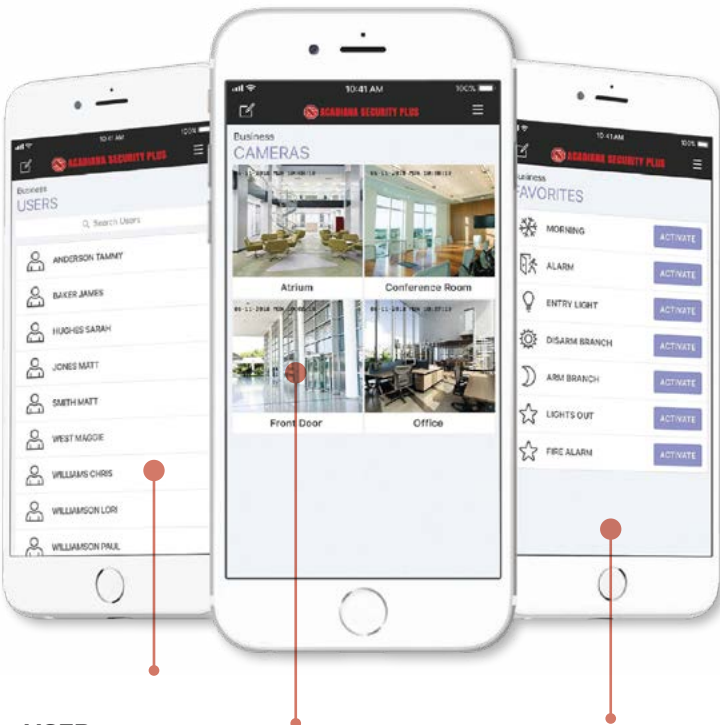 10:41 AM
100%
ACADIANA SECURITY PLUS
Business
USERS
Search Users
ANDERSON TAMMY
BAKER JAMES
HUGHES SARAH
JONES MATT
SMITH MATT
WEST MAGGIE
WILLIAMS CHRIS
WILLIAMSON LORI
WILLIAMSON PAUL
10:41 AM
100%
ACADIANA SECURITY PLUS
Business
CAMERAS
Atrium
Conference Room
Front Door
Office
10:41 AM
100%
ACADIANA SECURITY PLUS
Business
FAVORITES
MORNING ACTIVATE
ALARM ACTIVATE
ENTRY LIGHT ACTIVATE
DISARM BRANCH ACTIVATE
ARM BRANCH ACTIVATE
LIGHTS OUT ACTIVATE
FIRE ALARM ACTIVATE